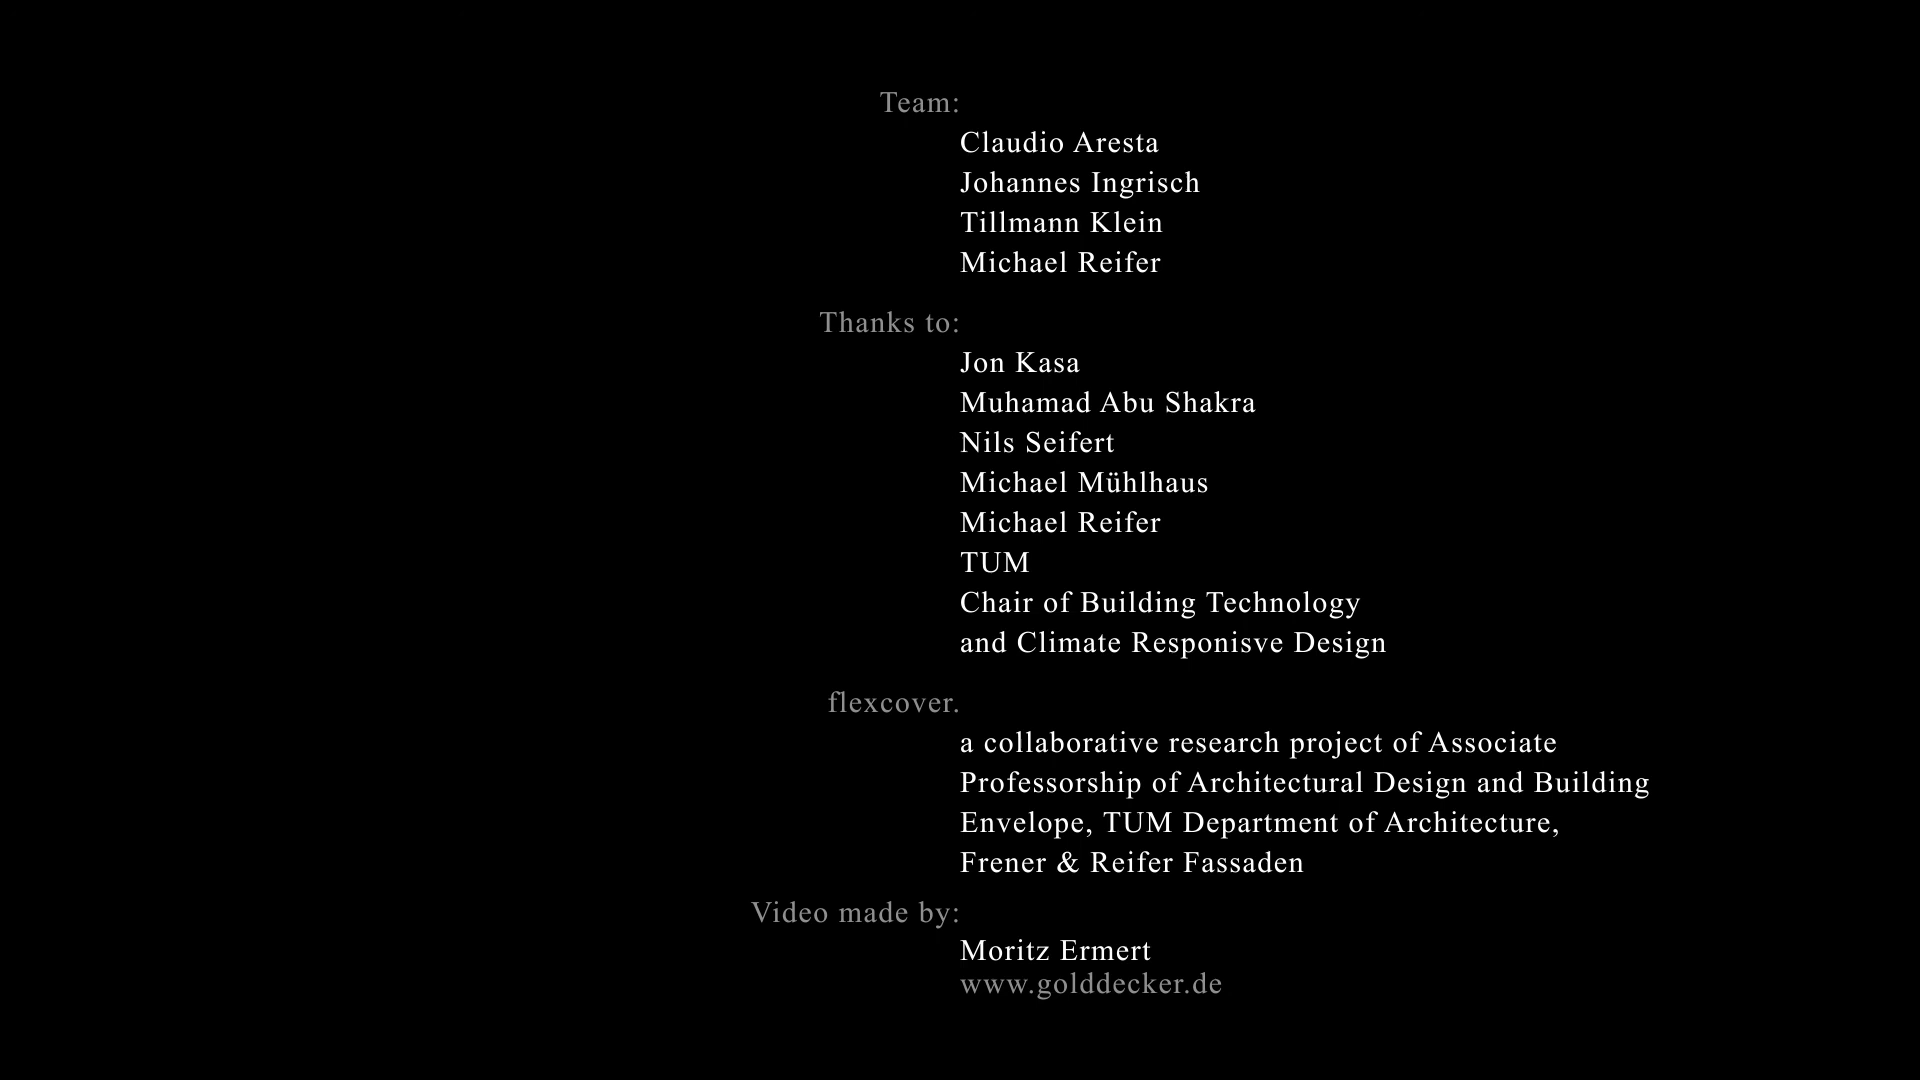 Team:
Claudio Aresta
Johannes Ingrisch
Tillmann Klein
Michael Reifer
Thanks to:
Jon Kasa
Muhamad Abu Shakra
Nils Seifert
Michael Mühlhaus
Michael Reifer
TUM
Chair of Building Technology
and Climate Responisve Design
flexcover.
a collaborative research project of Associate
Professorship of Architectural Design and Building
Envelope, TUM Department of Architecture,
Frener & Reifer Fassaden
Video made by:
Moritz Ermert
www.golddecker.de